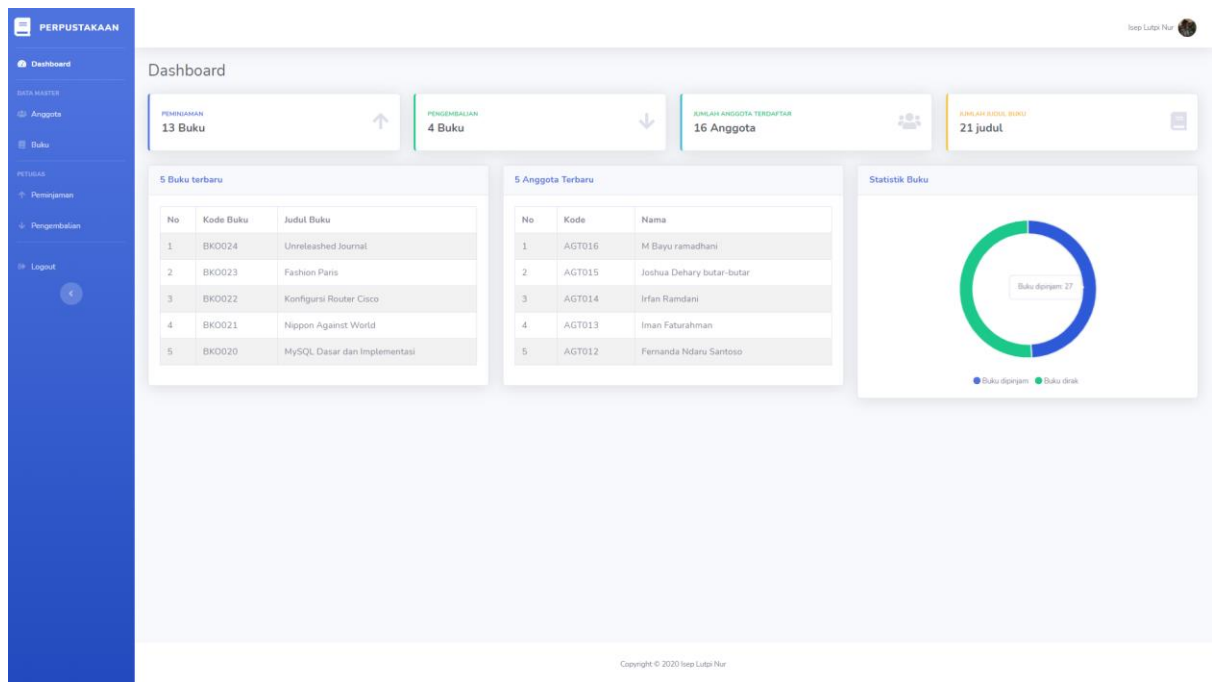 PERPUSTAKAAN
Isep Lutpi Nur
Dashboard
DATA MASTER
Anggota
Buku
PETUGAS
Peminjaman
Pengembalian
Logout
Dashboard
PEMINJAMAN
13 Buku
PENGEMBALIAN
4 Buku
JUMLAH ANGGOTA TERDAFTAR
16 Anggota
JUMLAH JUDUL BUKU
21 judul
5 Buku terbaru
No Kode Buku Judul Buku
1 BKO024 Unreleashed Journal
2 BKO023 Fashion Paris
3 BKO022 Konfigursi Router Cisco
4 BKO021 Nippon Against World
5 BKO020 MySQL Dasar dan Implementasi
5 Anggota Terbaru
No Kode Nama
1 AGT016 M Bayu ramadhani
2 AGT015 Joshua Dehary butar-butar
3 AGT014 Irfan Ramdani
4 AGT013 Iman Faturahman
5 AGT012 Fernanda Ndaru Santoso
Statistik Buku
Buku dipinjam: 27
Buku dipinjam Buku dirak
Copyright © 2020 Isep Lutpi Nur